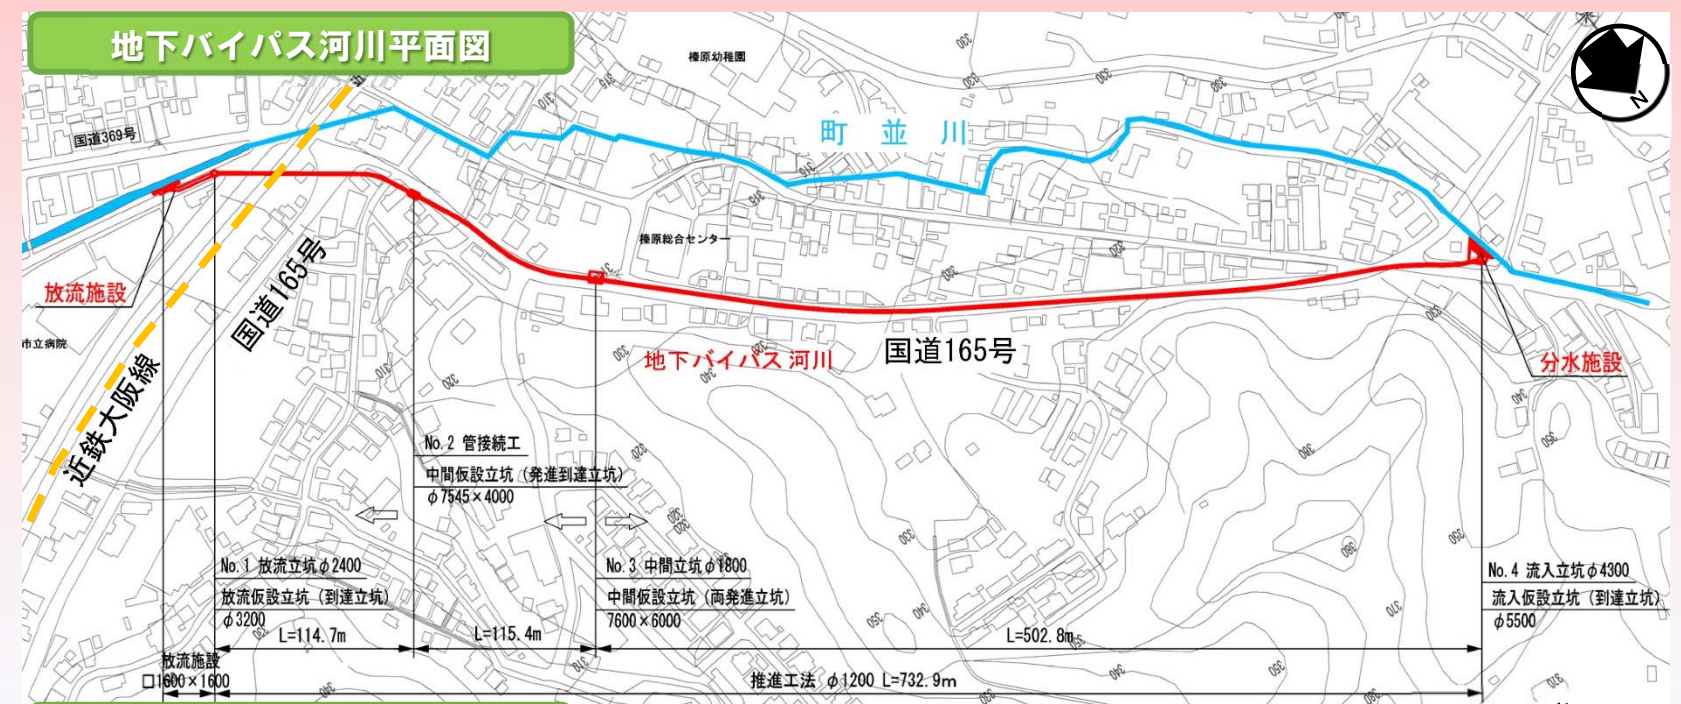 地下バイパス河川平面図
榛原幼稚園
国道369号
町並川
N
榛原総合センター
放流施設
国道165号
市立病院
近鉄大阪線
地下バイパス河川
国道165号
分水施設
No.2 管接続工
中間仮設立坑（発進到達立坑）
φ7545×4000
No.1 放流立坑φ2400
放流仮設立坑（到達立坑）
φ3200
No.3 中間立坑φ1800
中間仮設立坑（両発進立坑）
7600×6000
No.4 流入立坑φ4300
流入仮設立坑（到達立坑）
φ5500
L=114.7m
L=115.4m
L=502.8m
放流施設
□1600×1600
推進工法 φ1200 L=732.9m